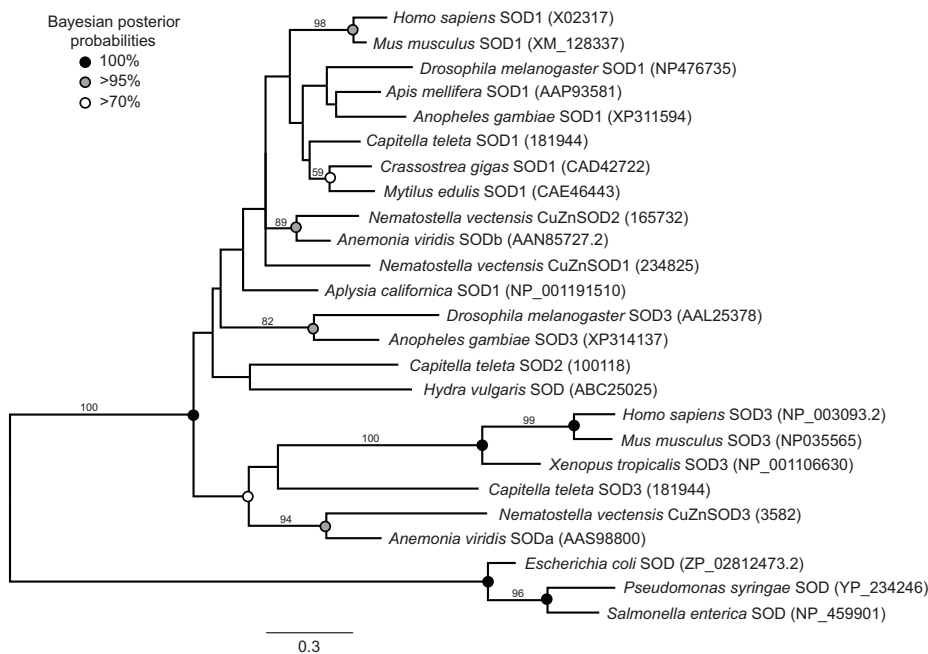 Bayesian posterior
probabilities
100%
>95%
>70%
98
Homo sapiens SOD1 (X02317)
Mus musculus SOD1 (XM_128337)
Drosophila melanogaster SOD1 (NP476735)
Apis mellifera SOD1 (AAP93581)
Anopheles gambiae SOD1 (XP311594)
Capitella teleta SOD1 (181944)
59
Crassostrea gigas SOD1 (CAD42722)
Mytilus edulis SOD1 (CAE46443)
89
Nematostella vectensis CuZnSOD2 (165732)
Anemonia viridis SODb (AAN85727.2)
Nematostella vectensis CuZnSOD1 (234825)
Aplysia californica SOD1 (NP_001191510)
82
Drosophila melanogaster SOD3 (AAL25378)
Anopheles gambiae SOD3 (XP314137)
Capitella teleta SOD2 (100118)
Hydra vulgaris SOD (ABC25025)
100
99
Homo sapiens SOD3 (NP_003093.2)
100
Mus musculus SOD3 (NP035565)
Xenopus tropicalis SOD3 (NP_001106630)
Capitella teleta SOD3 (181944)
94
Nematostella vectensis CuZnSOD3 (3582)
Anemonia viridis SODa (AAS98800)
Escherichia coli SOD (ZP_02812473.2)
96
Pseudomonas syringae SOD (YP_234246)
Salmonella enterica SOD (NP_459901)
0.3